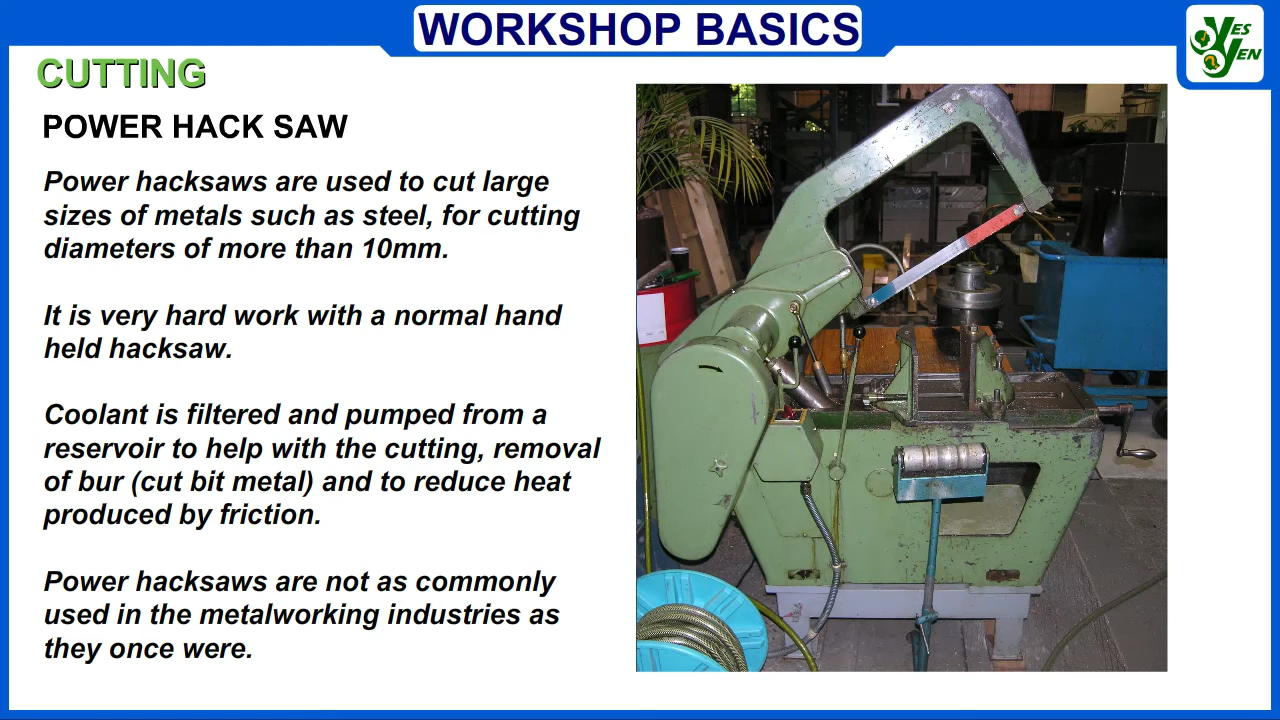 WORKSHOP BASICS
YES
YEN
CUTTING
POWER HACK SAW
Power hacksaws are used to cut large
sizes of metals such as steel, for cutting
diameters of more than 10mm.
It is very hard work with a normal hand
held hacksaw.
Coolant is filtered and pumped from a
reservoir to help with the cutting, removal
of bur (cut bit metal) and to reduce heat
produced by friction.
Power hacksaws are not as commonly
used in the metalworking industries as
they once were.